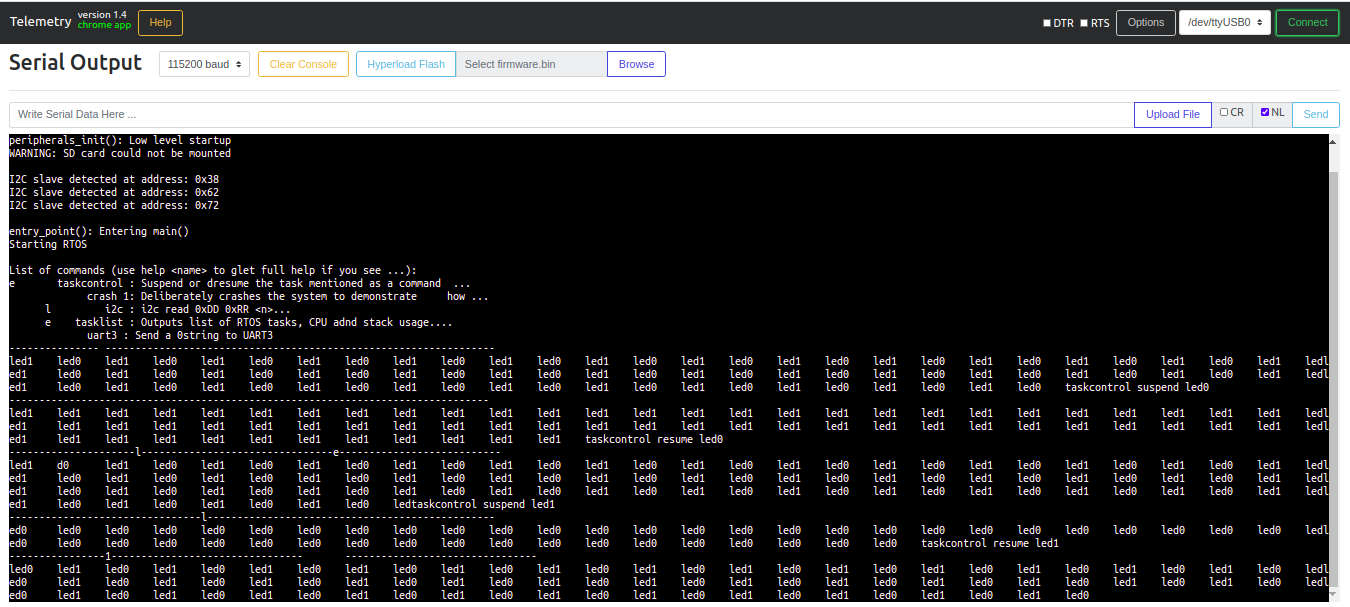 Telemetry version 1.4 chrome app Help DTR RTS Options /dev/ttyUSB0 Connect
Serial Output 115200 baud Clear Console Hyperload Flash Select firmware.bin Browse
Write Serial Data Here ... Upload File CR NL Send
peripherals_init(): Low level startup
WARNING: SD card could not be mounted
I2C slave detected at address: 0x38
I2C slave detected at address: 0x62
I2C slave detected at address: 0x72
entry_point(): Entering main()
Starting RTOS
List of commands (use help <name> to glet full help if you see ...):
e taskcontrol : Suspend or dresume the task mentioned as a command ...
crash 1: Deliberately crashes the system to demonstrate how ...
l i2c : i2c read 0xDD 0xRR <n>...
e tasklist : Outputs list of RTOS tasks, CPU adnd stack usage....
uart3 : Send a 0string to UART3
--------------- -----------------------------------------------------------------
led1 led0 led1 led0 led1 led0 led1 led0 led1 led0 led1 led0 led1 led0 led1 led0 led1 led0 led1 led0 led1 led0 led1 led0 led1 led0 led1 ledl
ed1 led0 led1 led0 led1 led0 led1 led0 led1 led0 led1 led0 led1 led0 led1 led0 led1 led0 led1 led0 led1 led0 led1 led0 led1 led0 led1 ledl
ed1 led0 led1 led0 led1 led0 led1 led0 led1 led0 led1 led0 led1 led0 led1 led0 led1 led0 led1 led0 led1 led0 taskcontrol suspend led0
--------------------------------------------------------------------------------
led1 led1 led1 led1 led1 led1 led1 led1 led1 led1 led1 led1 led1 led1 led1 led1 led1 led1 led1 led1 led1 led1 led1 led1 led1 led1 led1 ledl
ed1 led1 led1 led1 led1 led1 led1 led1 led1 led1 led1 led1 led1 led1 led1 led1 led1 led1 led1 led1 led1 led1 led1 led1 led1 led1 led1 ledl
ed1 led1 led1 led1 led1 led1 led1 led1 led1 led1 led1 led1 taskcontrol resume led0
---------------------l--------------------------------e---------------------------
led1 d0 led1 led0 led1 led0 led1 led0 led1 led0 led1 led0 led1 led0 led1 led0 led1 led0 led1 led0 led1 led0 led1 led0 led1 led0 led1 ledl
ed1 led0 led1 led0 led1 led0 led1 led0 led1 led0 led1 led0 led1 led0 led1 led0 led1 led0 led1 led0 led1 led0 led1 led0 led1 led0 led1 ledl
ed1 led0 led1 led0 led1 led0 led1 led0 led1 led0 led1 led0 led1 led0 led1 led0 led1 led0 led1 led0 led1 led0 led1 led0 led1 led0 led1 ledl
ed1 led0 led1 led0 led1 led0 led1 led0 ledtaskcontrol suspend led1
--------------------------------l------------------------------------------------
ed0 led0 led0 led0 led0 led0 led0 led0 led0 led0 led0 led0 led0 led0 led0 led0 led0 led0 led0 led0 led0 led0 led0 led0 led0 led0 led0 ledl
ed0 led0 led0 led0 led0 led0 led0 led0 led0 led0 led0 led0 led0 led0 led0 led0 led0 led0 led0 taskcontrol resume led1
----------------1-------------------------------- --------------------------------
led0 led1 led0 led1 led0 led1 led0 led1 led0 led1 led0 led1 led0 led1 led0 led1 led0 led1 led0 led1 led0 led1 led0 led1 led0 led1 led0 ledl
ed0 led1 led0 led1 led0 led1 led0 led1 led0 led1 led0 led1 led0 led1 led0 led1 led0 led1 led0 led1 led0 led1 led0 led1 led0 led1 led0 ledl
ed0 led1 led0 led1 led0 led1 led0 led1 led0 led1 led0 led1 led0 led1 led0 led1 led0 led1 led0 led1 led0 led1 led0